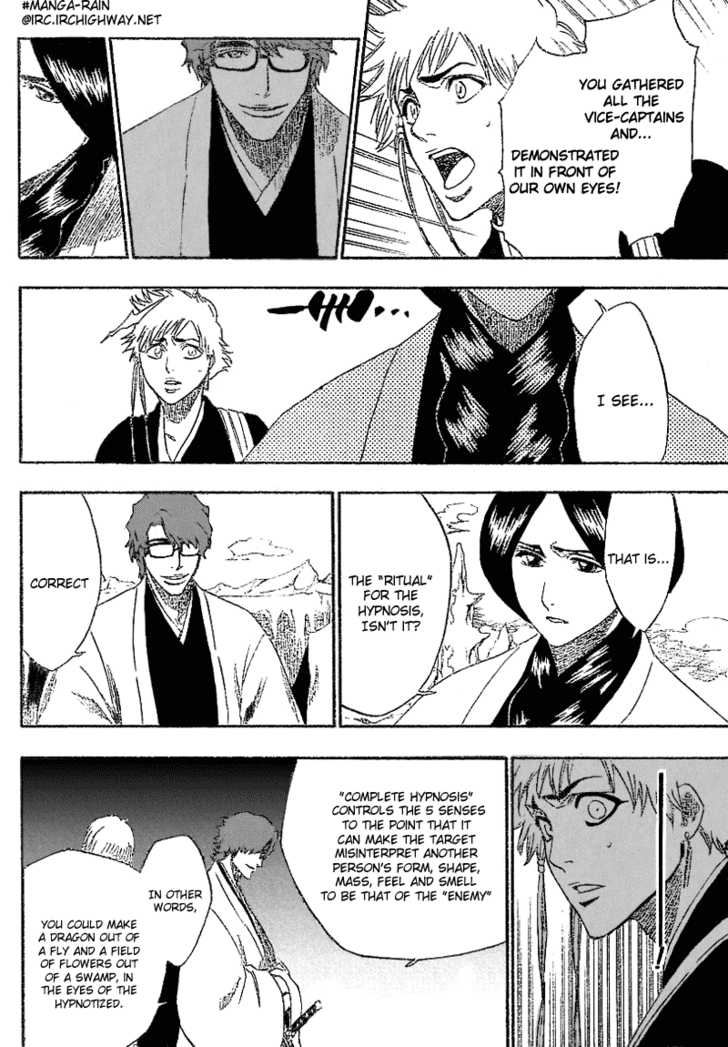 #MANGA-RAIN
@IRC.IRCHIGHWAY.NET
YOU GATHERED
ALL THE
VICE-CAPTAINS
AND...
DEMONSTRATED
IT IN FRONT OF
OUR OWN EYES!
I SEE...
THAT IS...
THE "RITUAL"
FOR THE
HYPNOSIS,
ISN'T IT?
CORRECT
"COMPLETE HYPNOSIS"
CONTROLS THE 5 SENSES
TO THE POINT THAT IT
CAN MAKE THE TARGET
MISINTERPRET ANOTHER
PERSON'S FORM, SHAPE,
MASS, FEEL AND SMELL
TO BE THAT OF THE "ENEMY"
IN OTHER
WORDS,
YOU COULD MAKE
A DRAGON OUT OF
A FLY AND A FIELD
OF FLOWERS OUT
OF A SWAMP, IN
THE EYES OF THE
HYPNOTIZED.